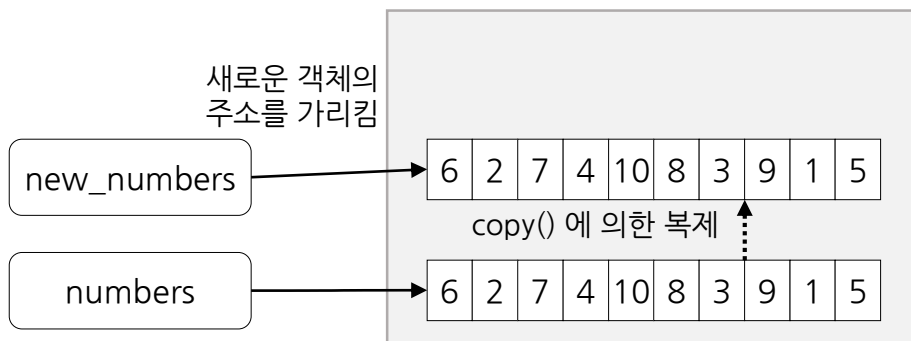 새로운 객체의
주소를 가리킴
new_numbers
6 2 7 4 10 8 3 9 1 5
copy() 에 의한 복제
numbers
6 2 7 4 10 8 3 9 1 5